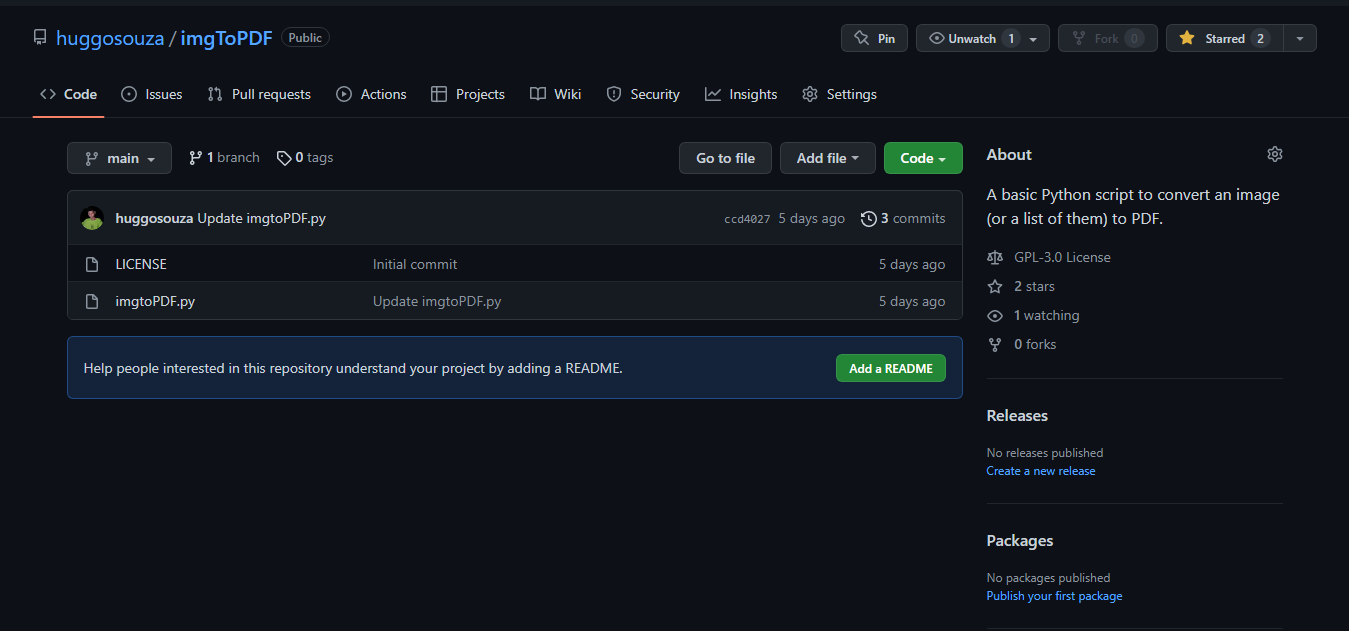 huggosouza / imgToPDF Public
Pin Unwatch 1 Fork 0 Starred 2
Code Issues Pull requests Actions Projects Wiki Security Insights Settings
main 1 branch 0 tags Go to file Add file Code
huggosouza Update imgtoPDF.py ccd4027 5 days ago 3 commits
LICENSE Initial commit 5 days ago
imgtoPDF.py Update imgtoPDF.py 5 days ago
Help people interested in this repository understand your project by adding a README. Add a README
About
A basic Python script to convert an image
(or a list of them) to PDF.
GPL-3.0 License
2 stars
1 watching
0 forks
Releases
No releases published
Create a new release
Packages
No packages published
Publish your first package